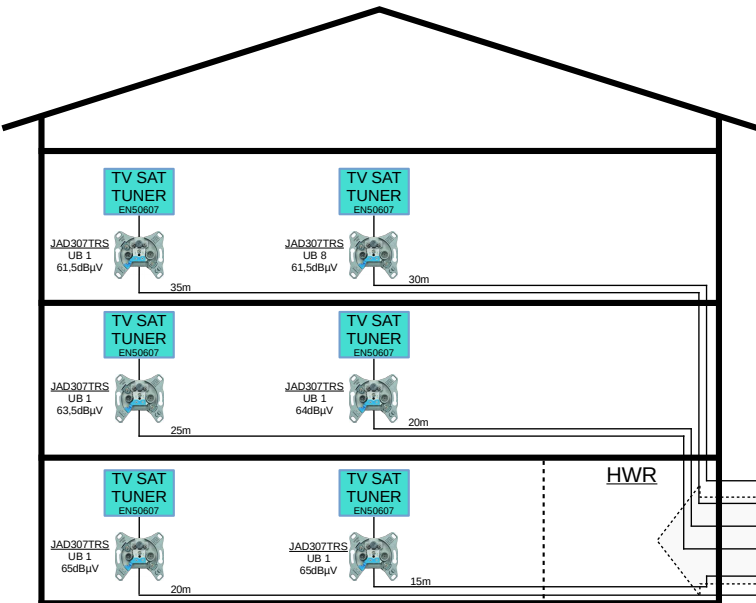 TV SAT
TUNER
EN50607
TV SAT
TUNER
EN50607
JAD307TRS
UB 1
61,5dBµV
JAD307TRS
UB 8
61,5dBµV
35m
30m
TV SAT
TUNER
EN50607
TV SAT
TUNER
EN50607
JAD307TRS
UB 1
63,5dBµV
JAD307TRS
UB 1
64dBµV
25m
20m
HWR
TV SAT
TUNER
EN50607
TV SAT
TUNER
EN50607
JAD307TRS
UB 1
65dBµV
JAD307TRS
UB 1
65dBµV
20m
15m